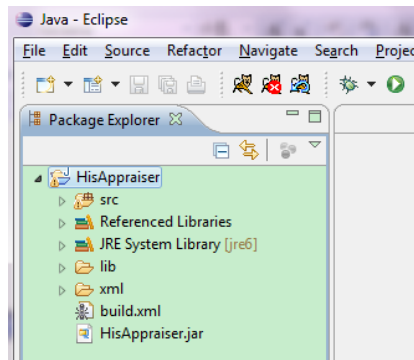 Java - Eclipse
File Edit Source Refactor Navigate Search Projec
Package Explorer
HisAppraiser
src
Referenced Libraries
JRE System Library [jre6]
lib
xml
build.xml
HisAppraiser.jar